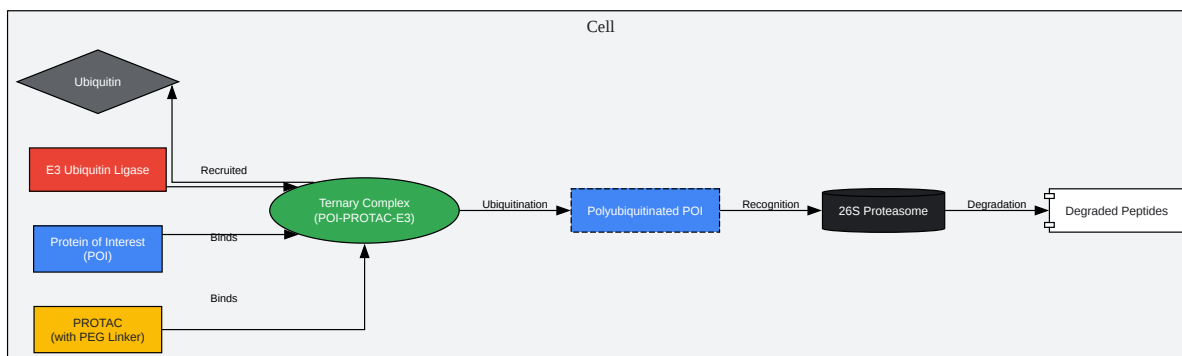 Cell
Ubiquitin
E3 Ubiquitin Ligase
Recruited
Protein of Interest
(POI)
Binds
PROTAC
(with PEG Linker)
Binds
Ternary Complex
(POI-PROTAC-E3)
Ubiquitination
Polyubiquitinated POI
Recognition
26S Proteasome
Degradation
Degraded Peptides